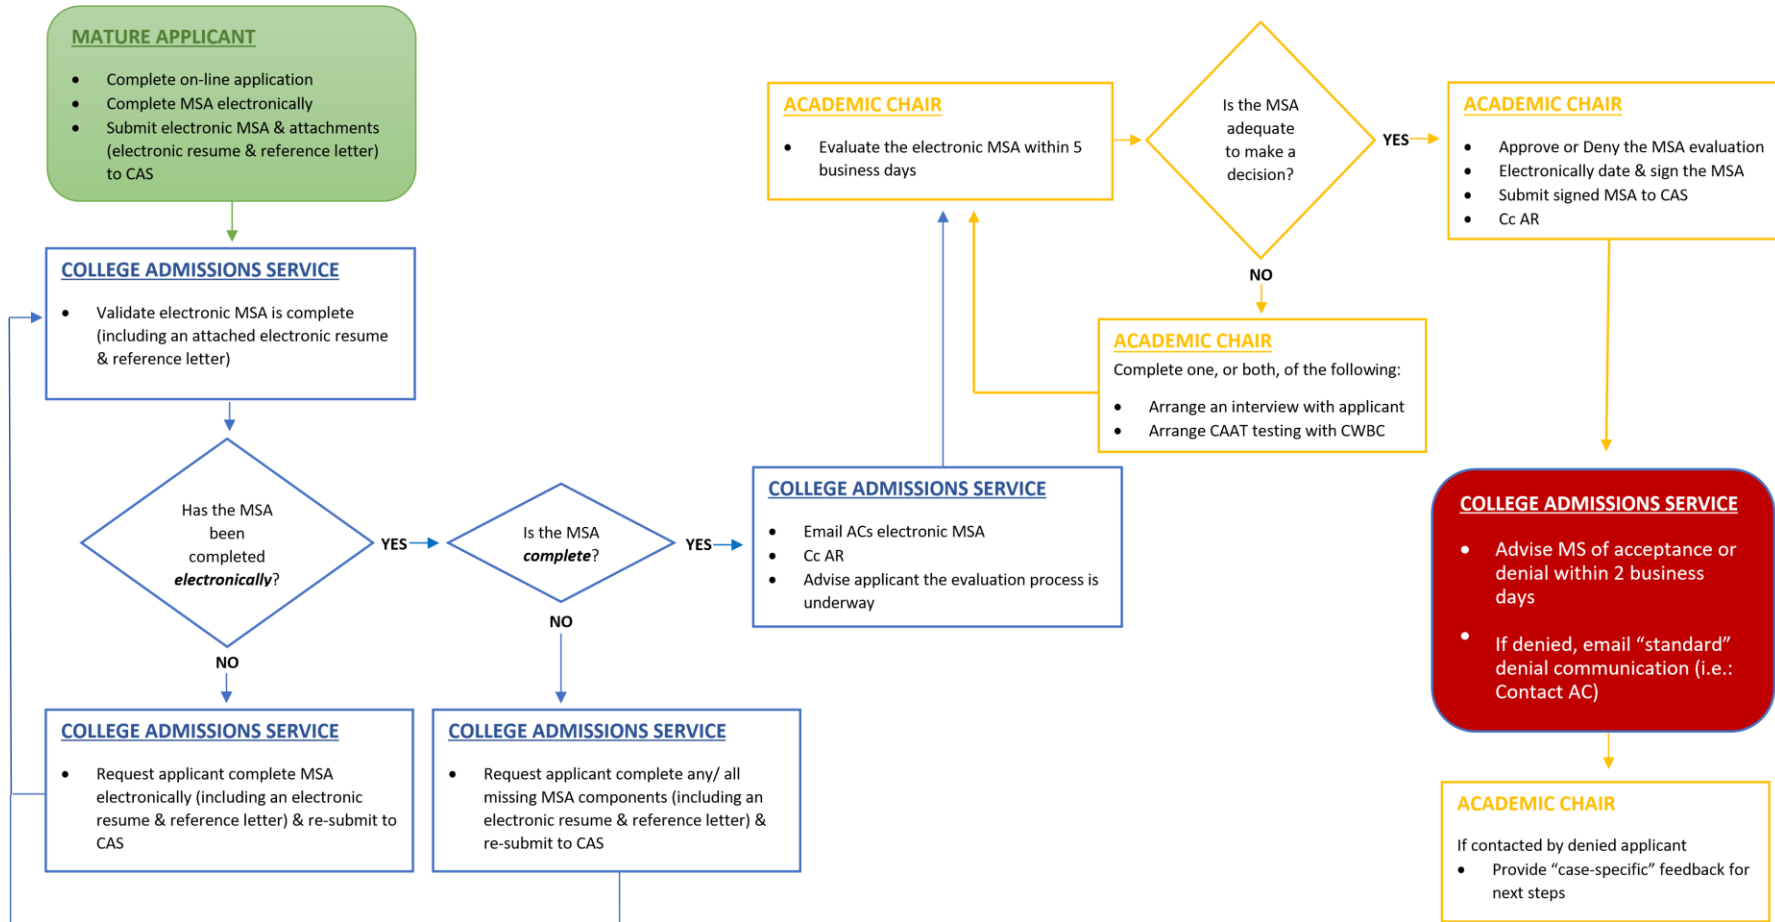 MATURE APPLICANT
• Complete on-line application
• Complete MSA electronically
• Submit electronic MSA & attachments
(electronic resume & reference letter)
to CAS
COLLEGE ADMISSIONS SERVICE
• Validate electronic MSA is complete
(including an attached electronic resume
& reference letter)
Has the MSA
been
completed
electronically?
YES
NO
COLLEGE ADMISSIONS SERVICE
• Request applicant complete MSA
electronically (including an electronic
resume & reference letter) & re-submit to
CAS
Is the MSA
complete?
YES
NO
COLLEGE ADMISSIONS SERVICE
• Request applicant complete any/ all
missing MSA components (including an
electronic resume & reference letter) &
re-submit to CAS
COLLEGE ADMISSIONS SERVICE
• Email ACs electronic MSA
• Cc AR
• Advise applicant the evaluation process is
underway
ACADEMIC CHAIR
• Evaluate the electronic MSA within 5
business days
Is the MSA
adequate
to make a
decision?
YES
NO
ACADEMIC CHAIR
Complete one, or both, of the following:
• Arrange an interview with applicant
• Arrange CAAT testing with CWBC
ACADEMIC CHAIR
• Approve or Deny the MSA evaluation
• Electronically date & sign the MSA
• Submit signed MSA to CAS
• Cc AR
COLLEGE ADMISSIONS SERVICE
• Advise MS of acceptance or
denial within 2 business
days
• If denied, email “standard”
denial communication (i.e.:
Contact AC)
ACADEMIC CHAIR
If contacted by denied applicant
• Provide “case-specific” feedback for
next steps